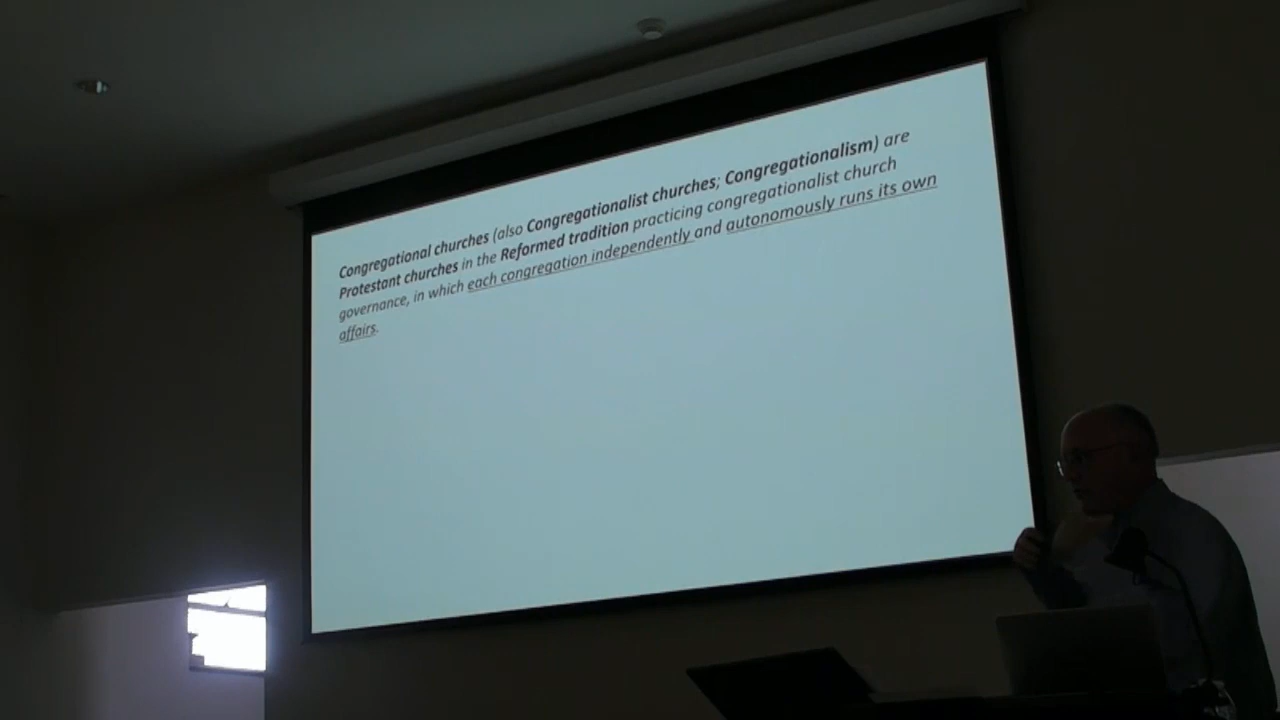 Congregational churches (also Congregationalist churches; Congregationalism) are
Protestant churches in the Reformed tradition practicing congregationalist church
governance, in which each congregation independently and autonomously runs its own
affairs.